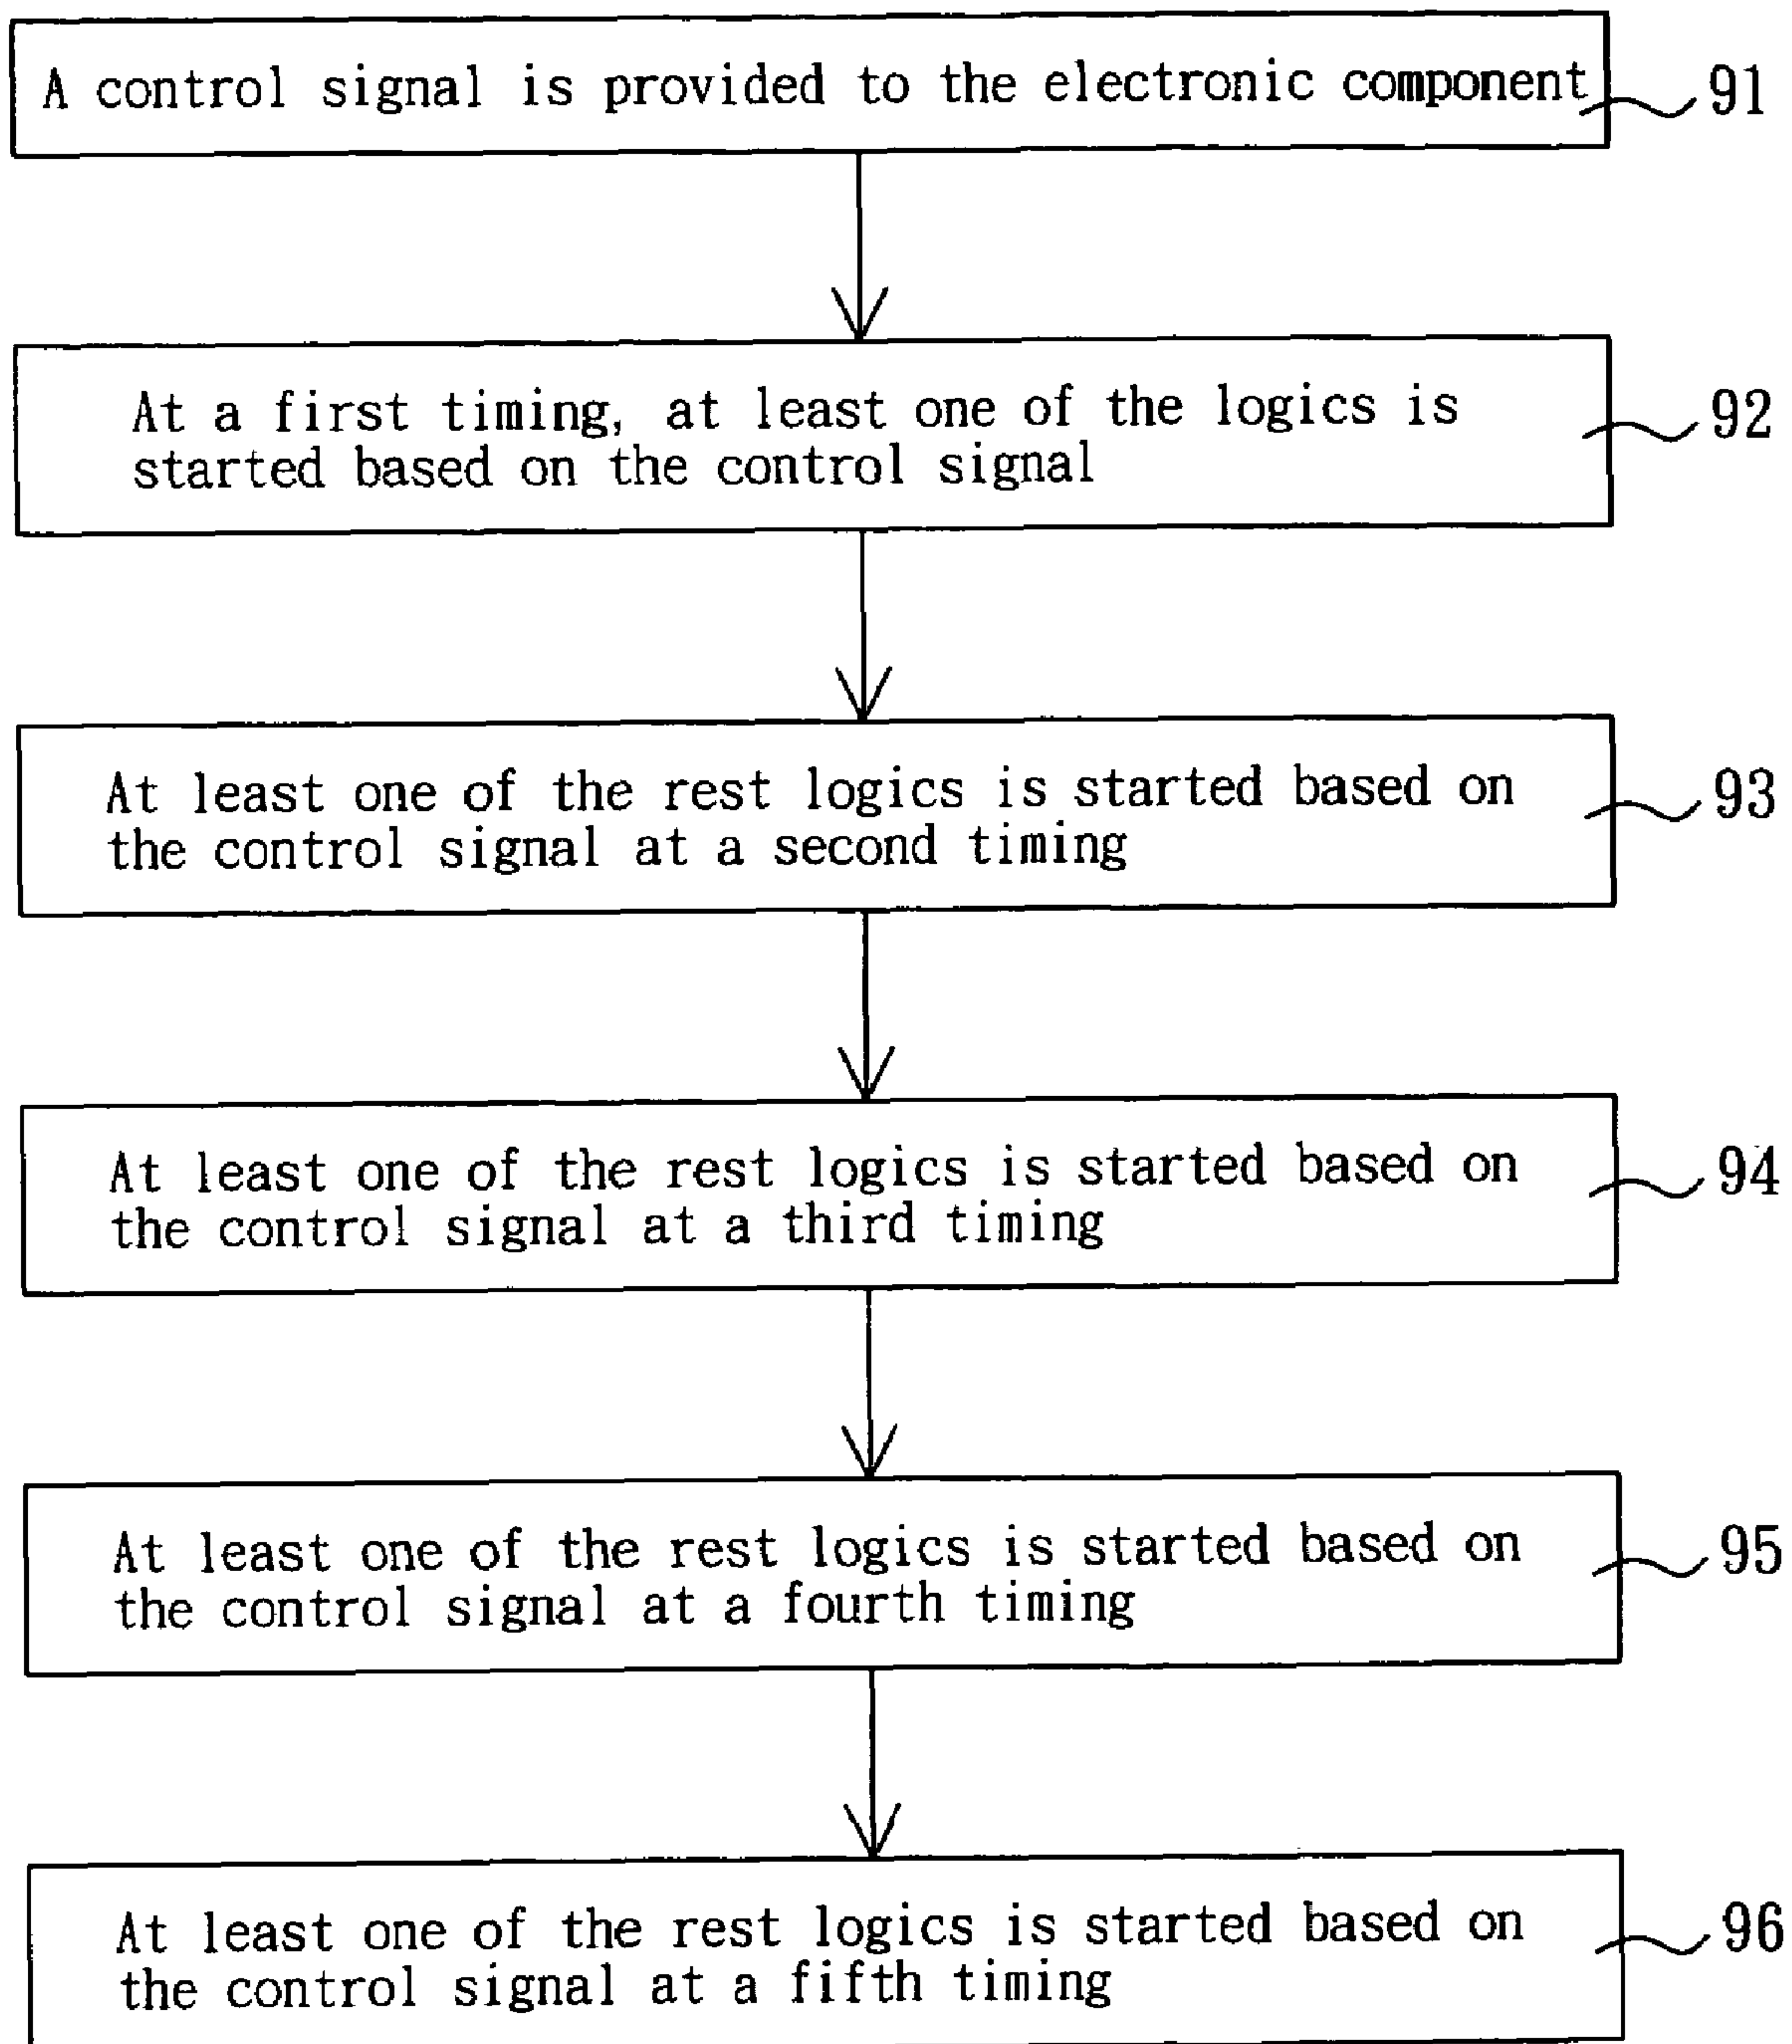 A control signal is provided to the electronic component
91
At a first timing, at least one of the logics is
started based on the control signal
92
At least one of the rest logics is started based on
the control signal at a second timing
93
At least one of the rest logics is started based on
the control signal at a third timing
94
At least one of the rest logics is started based on
the control signal at a fourth timing
95
At least one of the rest logics is started based on
the control signal at a fifth timing
96